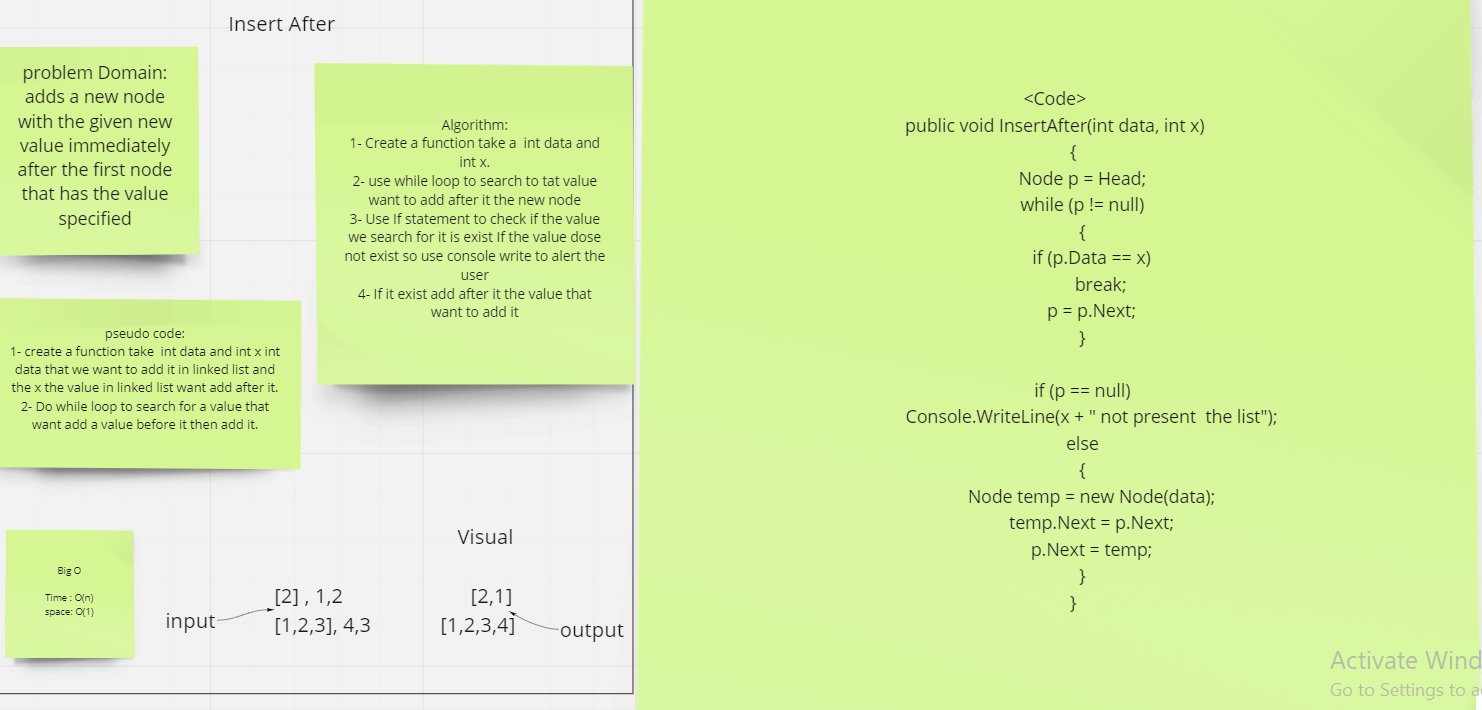 Insert After
problem Domain:
adds a new node
with the given new
value immediately
after the first node
that has the value
specified
Algorithm:
1- Create a function take a  int data and
int x.
2- use while loop to search to tat value
want to add after it the new node
3- Use If statement to check if the value
we search for it is exist If the value dose
not exist so use console write to alert the
user
4- If it exist add after it the value that
want to add it
pseudo code:
1- create a function take  int data and int x int
data that we want to add it in linked list and
the x the value in linked list want add after it.
2- Do while loop to search for a value that
want add a value before it then add it.
Big O
Time : O(n)
space: O(1)
Visual
input
[2] , 1,2
[1,2,3], 4,3
[2,1]
[1,2,3,4]
output
<Code>
public void InsertAfter(int data, int x)
{
Node p = Head;
while (p != null)
{
if (p.Data == x)
break;
p = p.Next;
}
if (p == null)
Console.WriteLine(x + " not present  the list");
else
{
Node temp = new Node(data);
temp.Next = p.Next;
p.Next = temp;
}
}
Activate Wind
Go to Settings to a